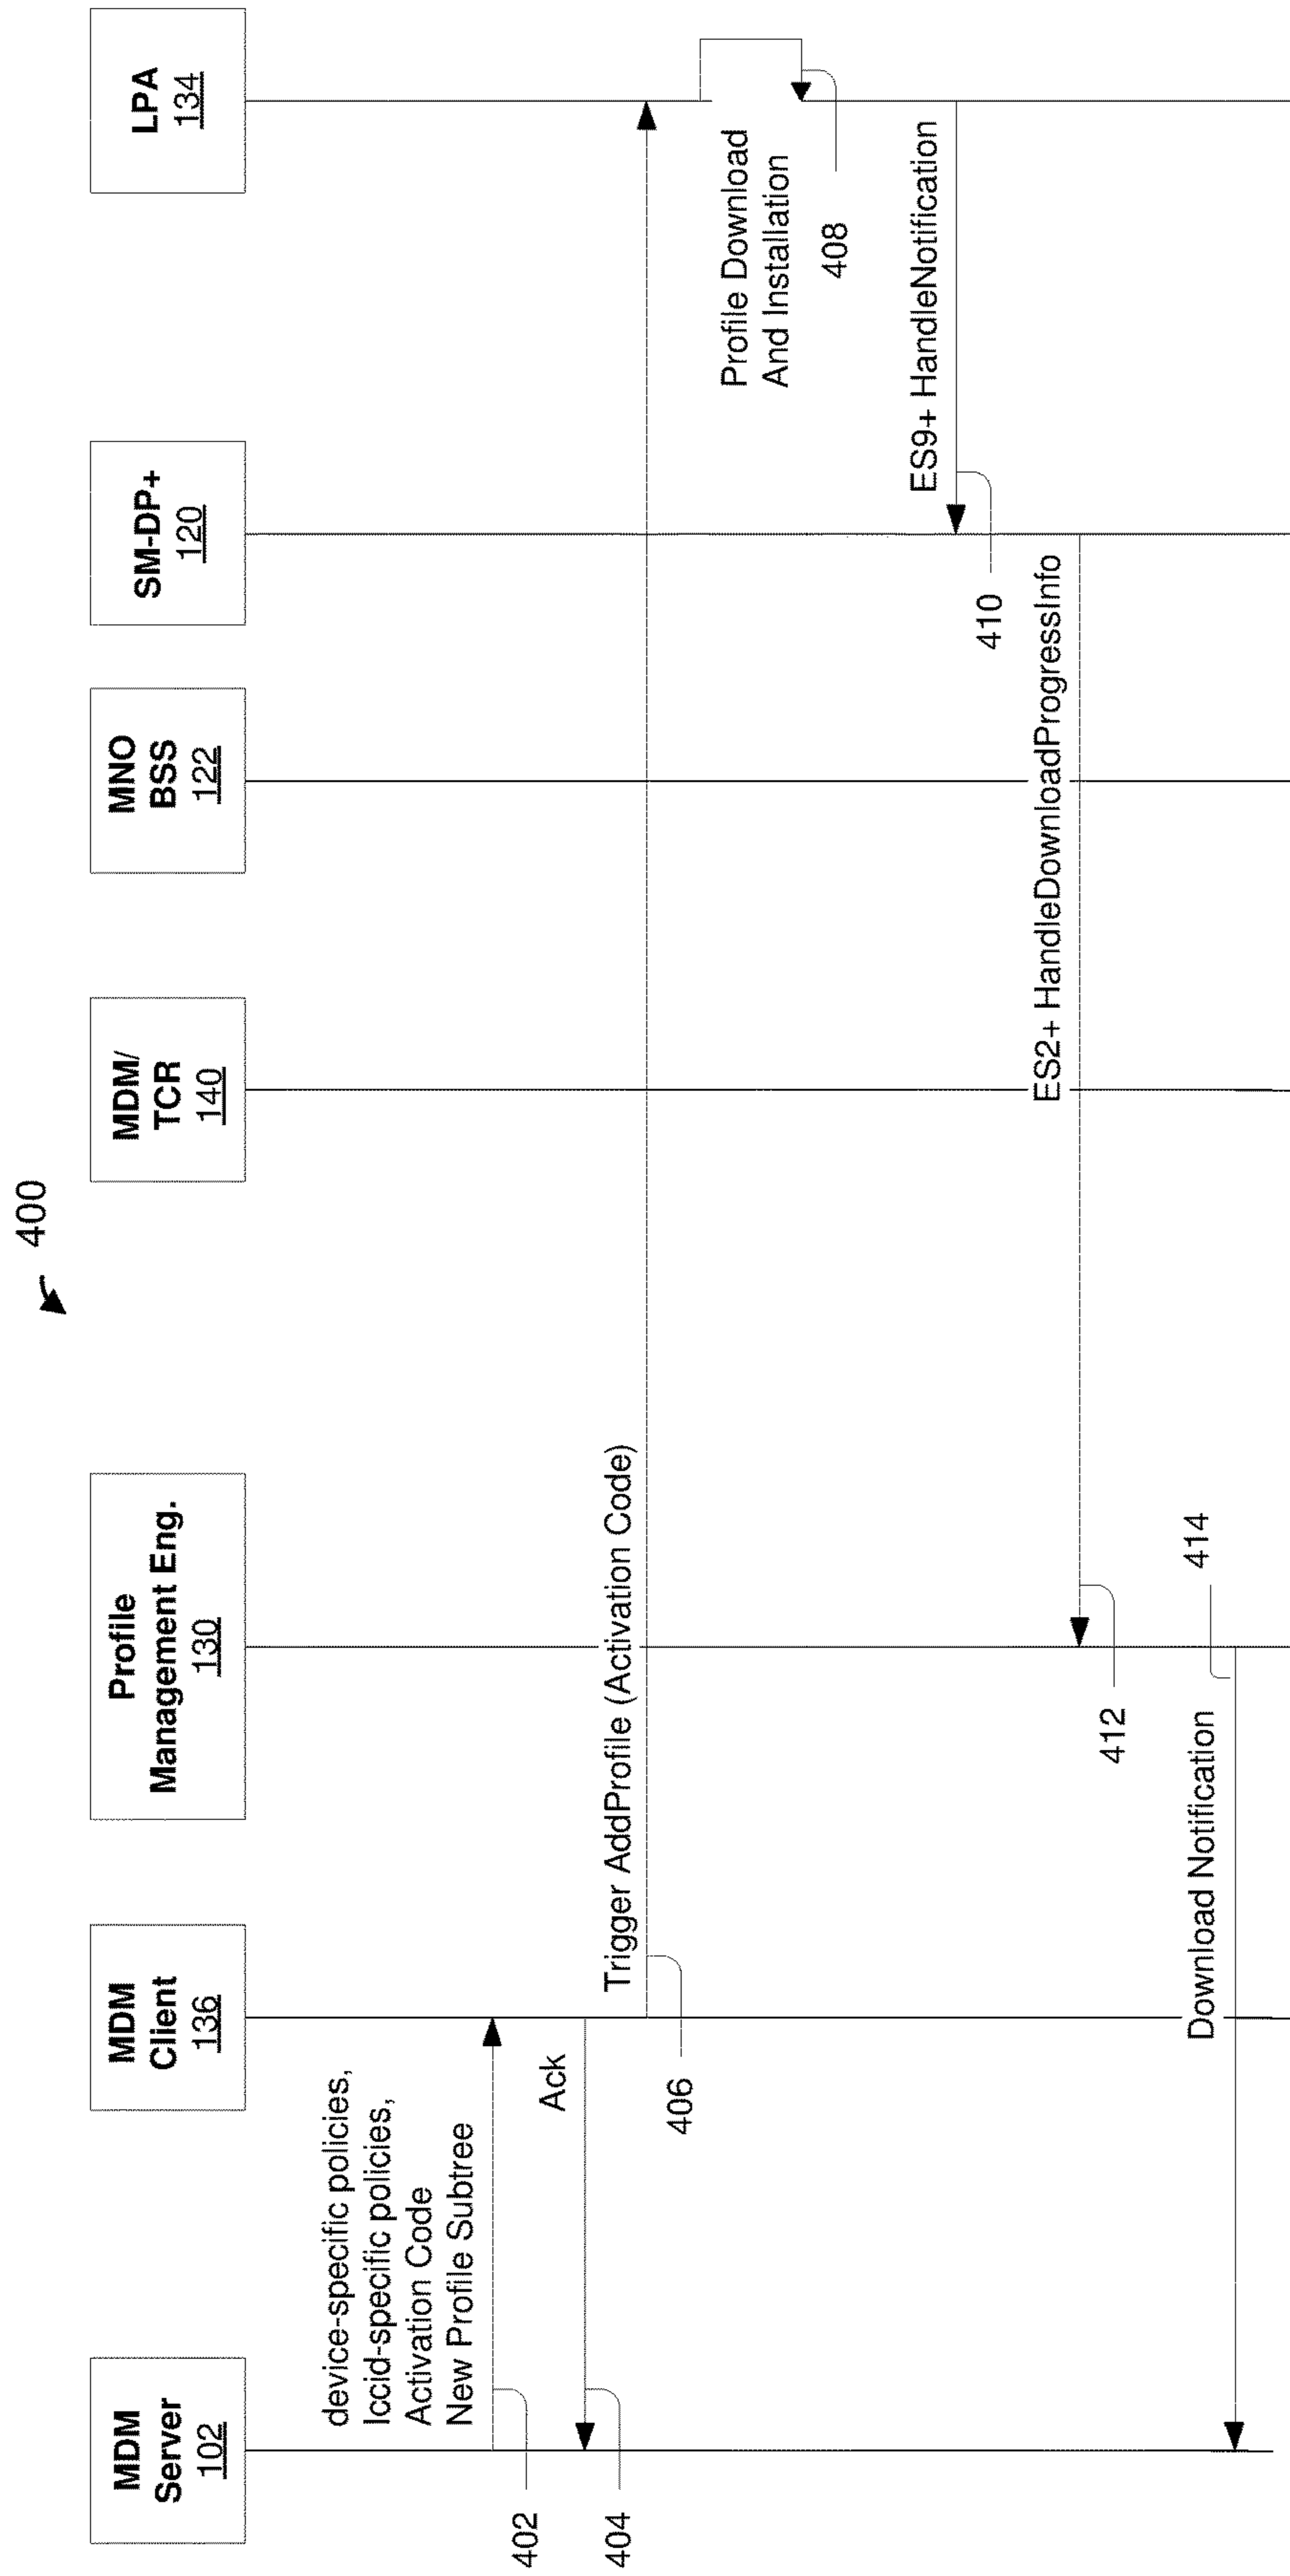 400
MDM
Server
102
MDM
Client
136
Profile
Management Eng.
130
MDM/
TCR
140
MNO
BSS
122
SM-DP+
120
LPA
134
device-specific policies,
Iccid-specific policies,
Activation Code
New Profile Subtree
402
Ack
404
Trigger AddProfile (Activation Code)
406
Profile Download
And Installation
408
ES9+ HandleNotification
410
ES2+ HandleDownloadProgressInfo
412
Download Notification
414